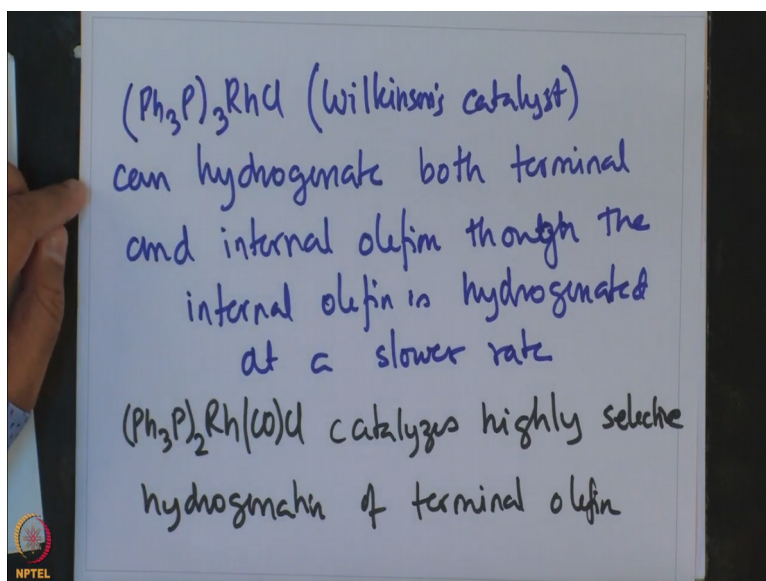 (Ph₃P)₃RhCl (Wilkinson's catalyst)
can hydrogenate both terminal
and internal olefin though the
internal olefin is hydrogenated
at a slower rate
(Ph₃P)₂Rh(CO)Cl catalyzes highly selective
hydrogenation of terminal olefin
NPTEL